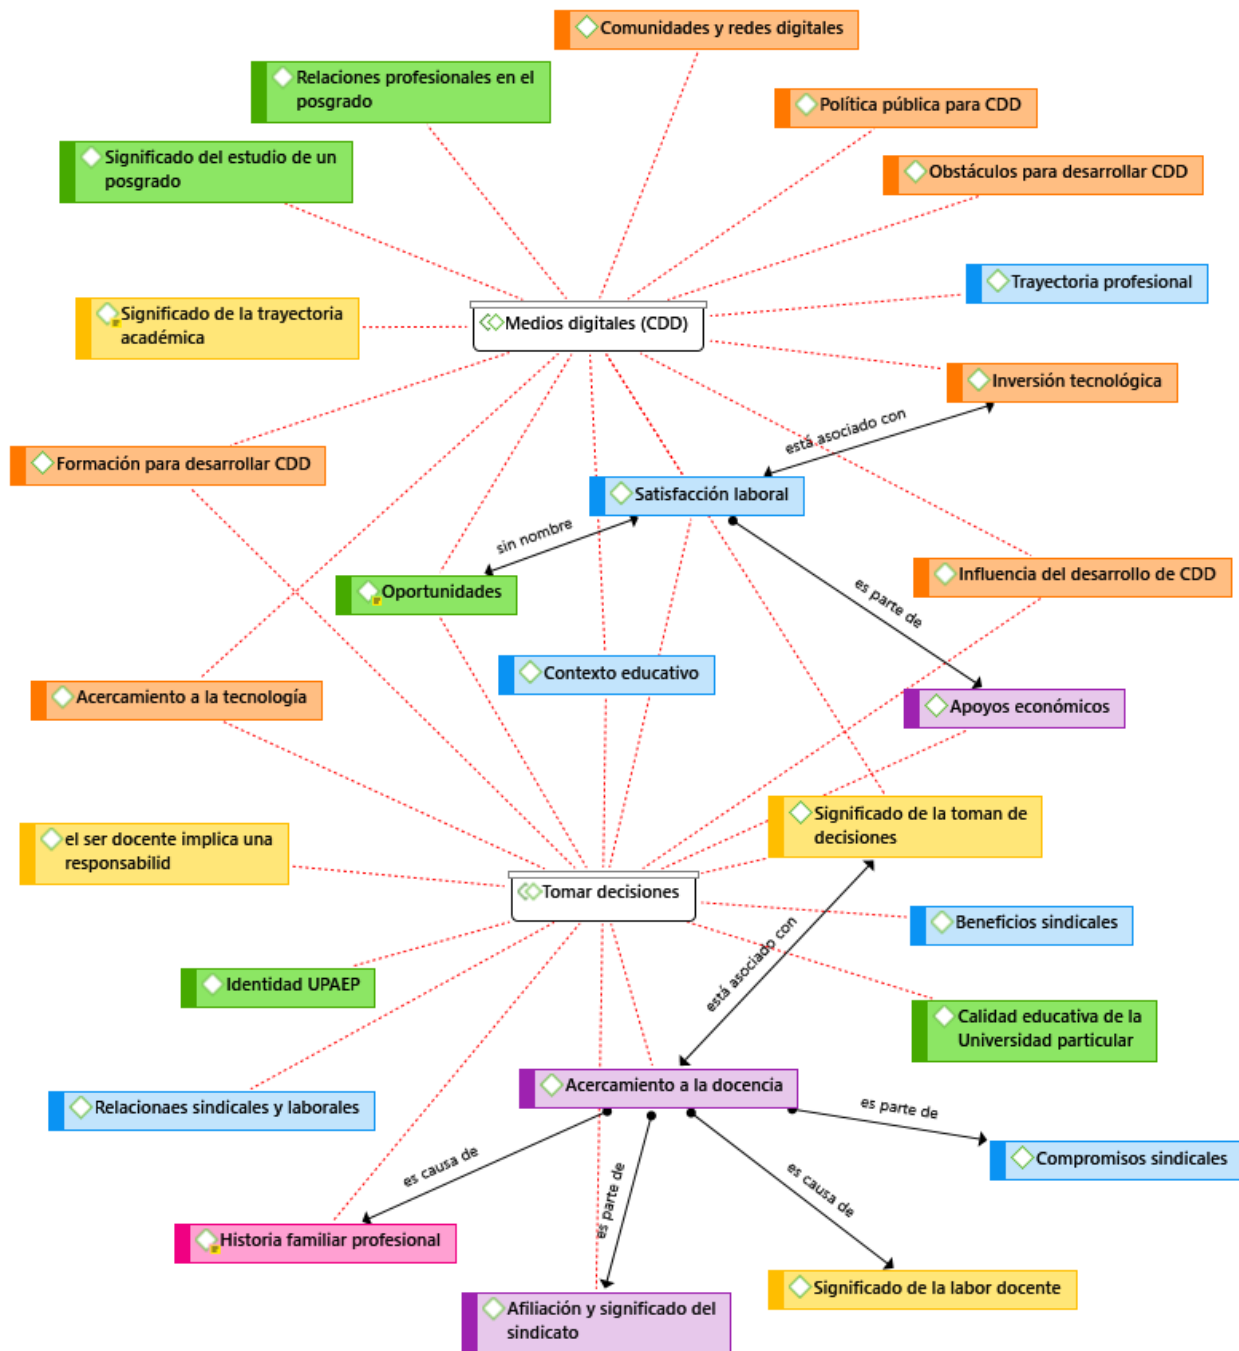 Comunidades y redes digitales
Relaciones profesionales en el
posgrado
Política pública para CDD
Significado del estudio de un
posgrado
Obstáculos para desarrollar CDD
Trayectoria profesional
Significado de la trayectoria
académica
Medios digitales (CDD)
Inversión tecnológica
está asociado con
Formación para desarrollar CDD
Satisfacción laboral
sin nombre
Oportunidades
Influencia del desarrollo de CDD
es parte de
Contexto educativo
Acercamiento a la tecnología
Apoyos económicos
Significado de la toman de
decisiones
el ser docente implica una
responsabilid
Tomar decisiones
Beneficios sindicales
está asociado con
Identidad UPAEP
Calidad educativa de la
Universidad particular
Acercamiento a la docencia
Relacionaes sindicales y laborales
es parte de
Compromisos sindicales
es causa de
es parte de
es causa de
Historia familiar profesional
Significado de la labor docente
Afiliación y significado del
sindicato